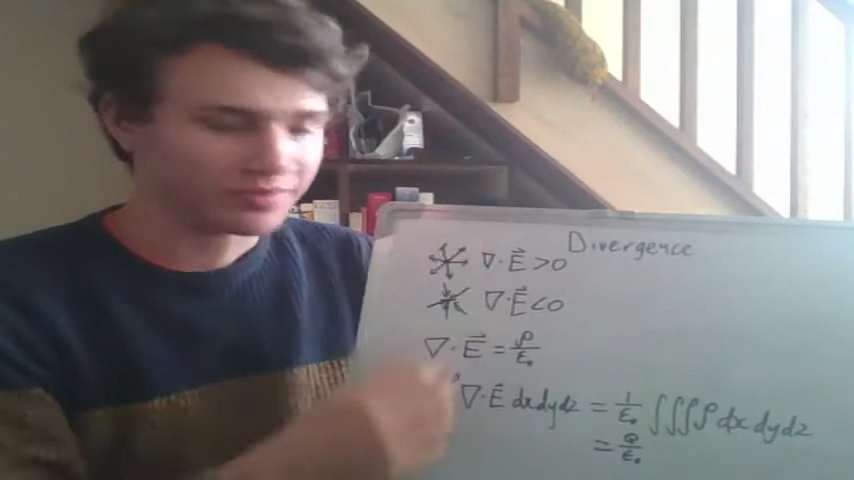 Divergence
∇·E⃗ >0
∇·E⃗ <0
∇·E⃗ = ρ/ε₀
∇·E⃗ dxdydz = 1/ε₀ ∭ρ dxdydz
= Q/ε₀